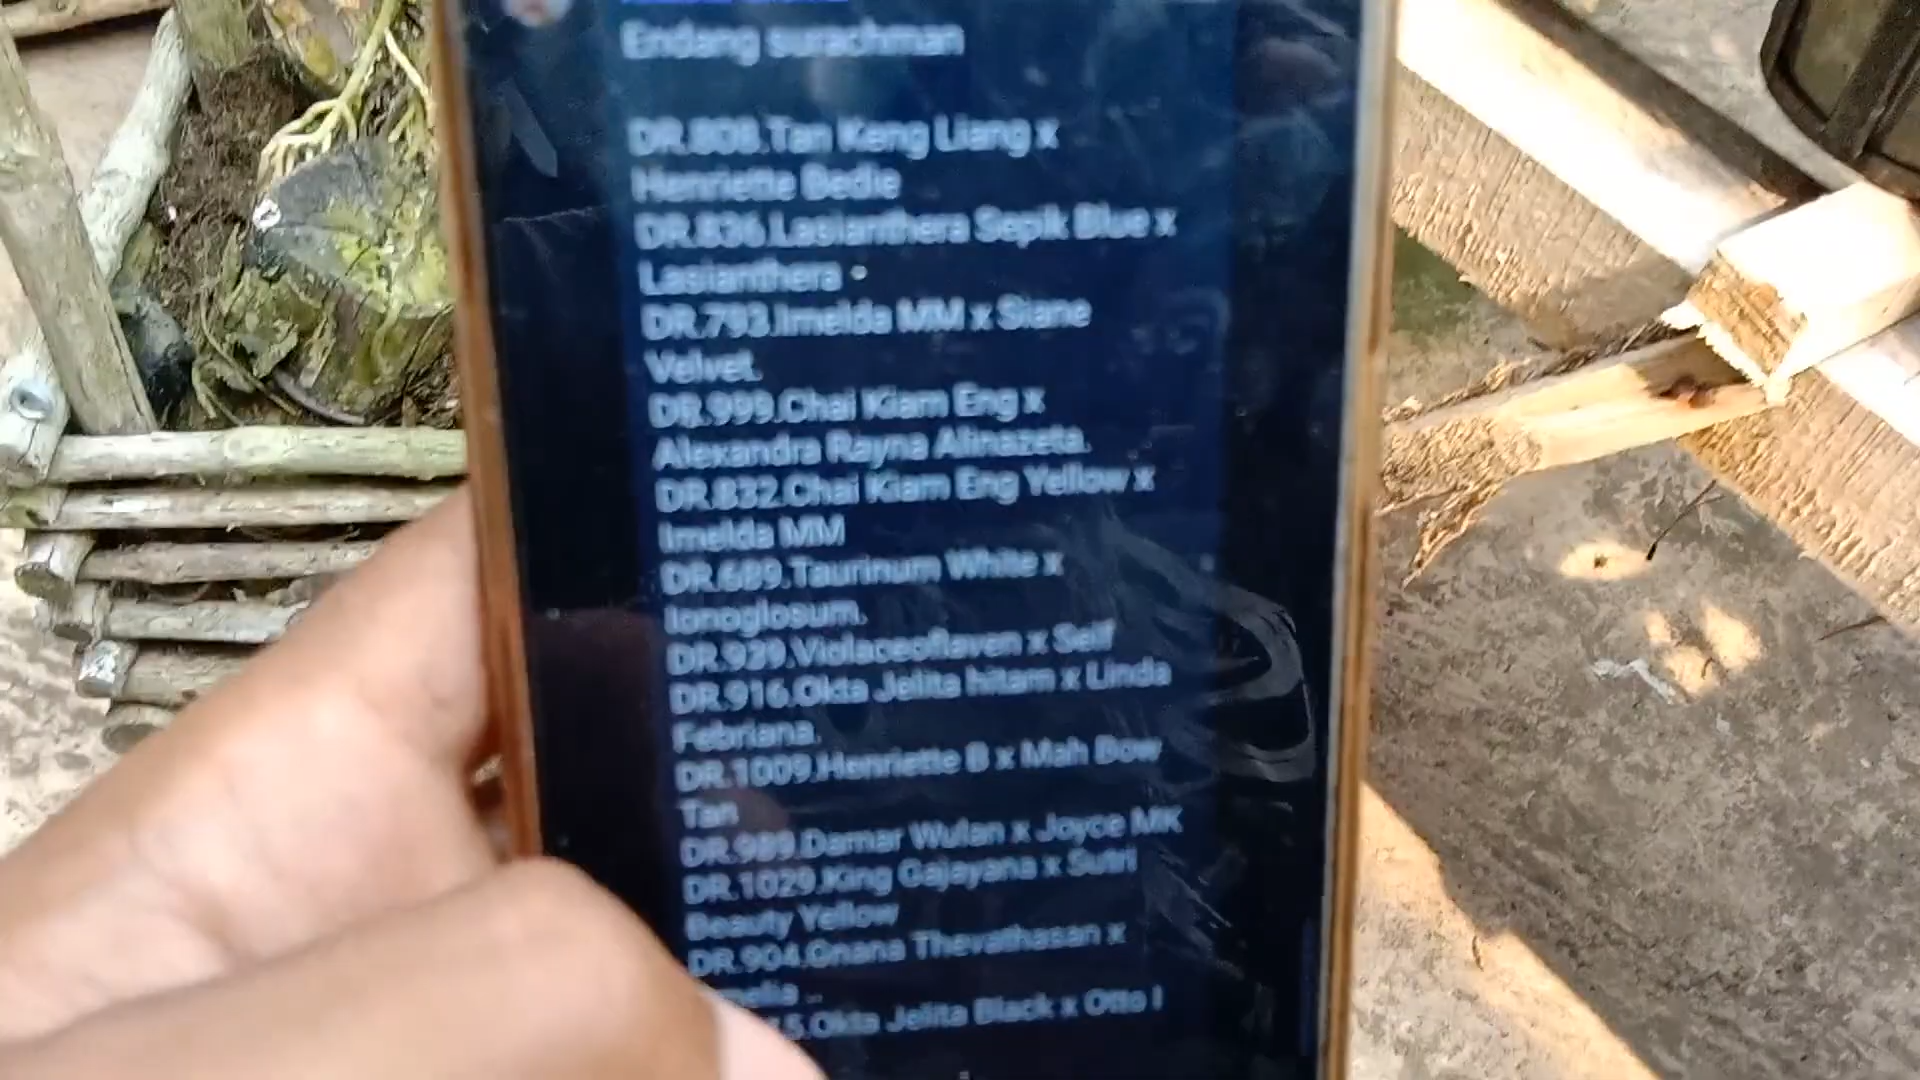 Endang surachman
DR.808.Tan Keng Liang x
Henriette Bedie
DR.836.Lasianthera Sepik Blue x
Lasianthera -
DR.793.Imelda MM x Siane
Velvet.
DR.999.Chai Kiam Eng x
Alexandra Rayna Alinazeta.
DR.832.Chai Kiam Eng Yellow x
Imelda MM
DR.689.Taurinum White x
Ionoglosum.
DR.939.Violaceoflaven x Self
DR.916.Okta Jelita hitam x Linda
Febriana.
DR.1009.Henriette B x Mah Bow
Tan
DR.989.Damar Wulan x Joyce MK
DR.1029.King Gajayana x Sutri
Beauty Yellow
DR.904.Onana Thevathasan x
5.Okta Jelita Black x Otto I